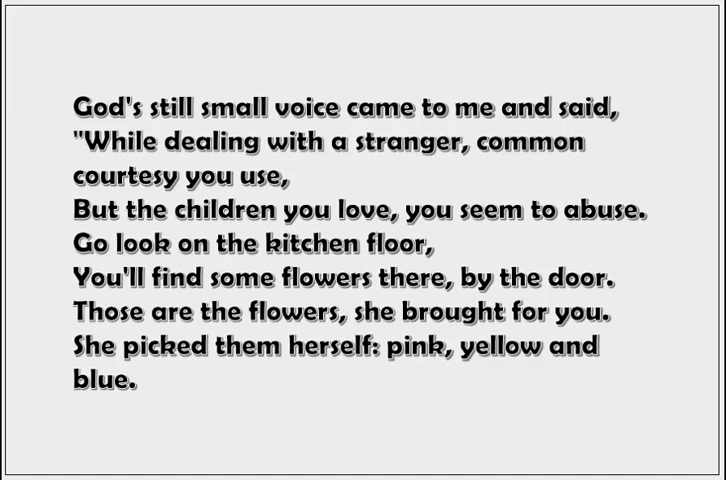 God's still small voice came to me and said,
"While dealing with a stranger, common
courtesy you use,
But the children you love, you seem to abuse.
Go look on the kitchen floor,
You'll find some flowers there, by the door.
Those are the flowers, she brought for you.
She picked them herself: pink, yellow and
blue.